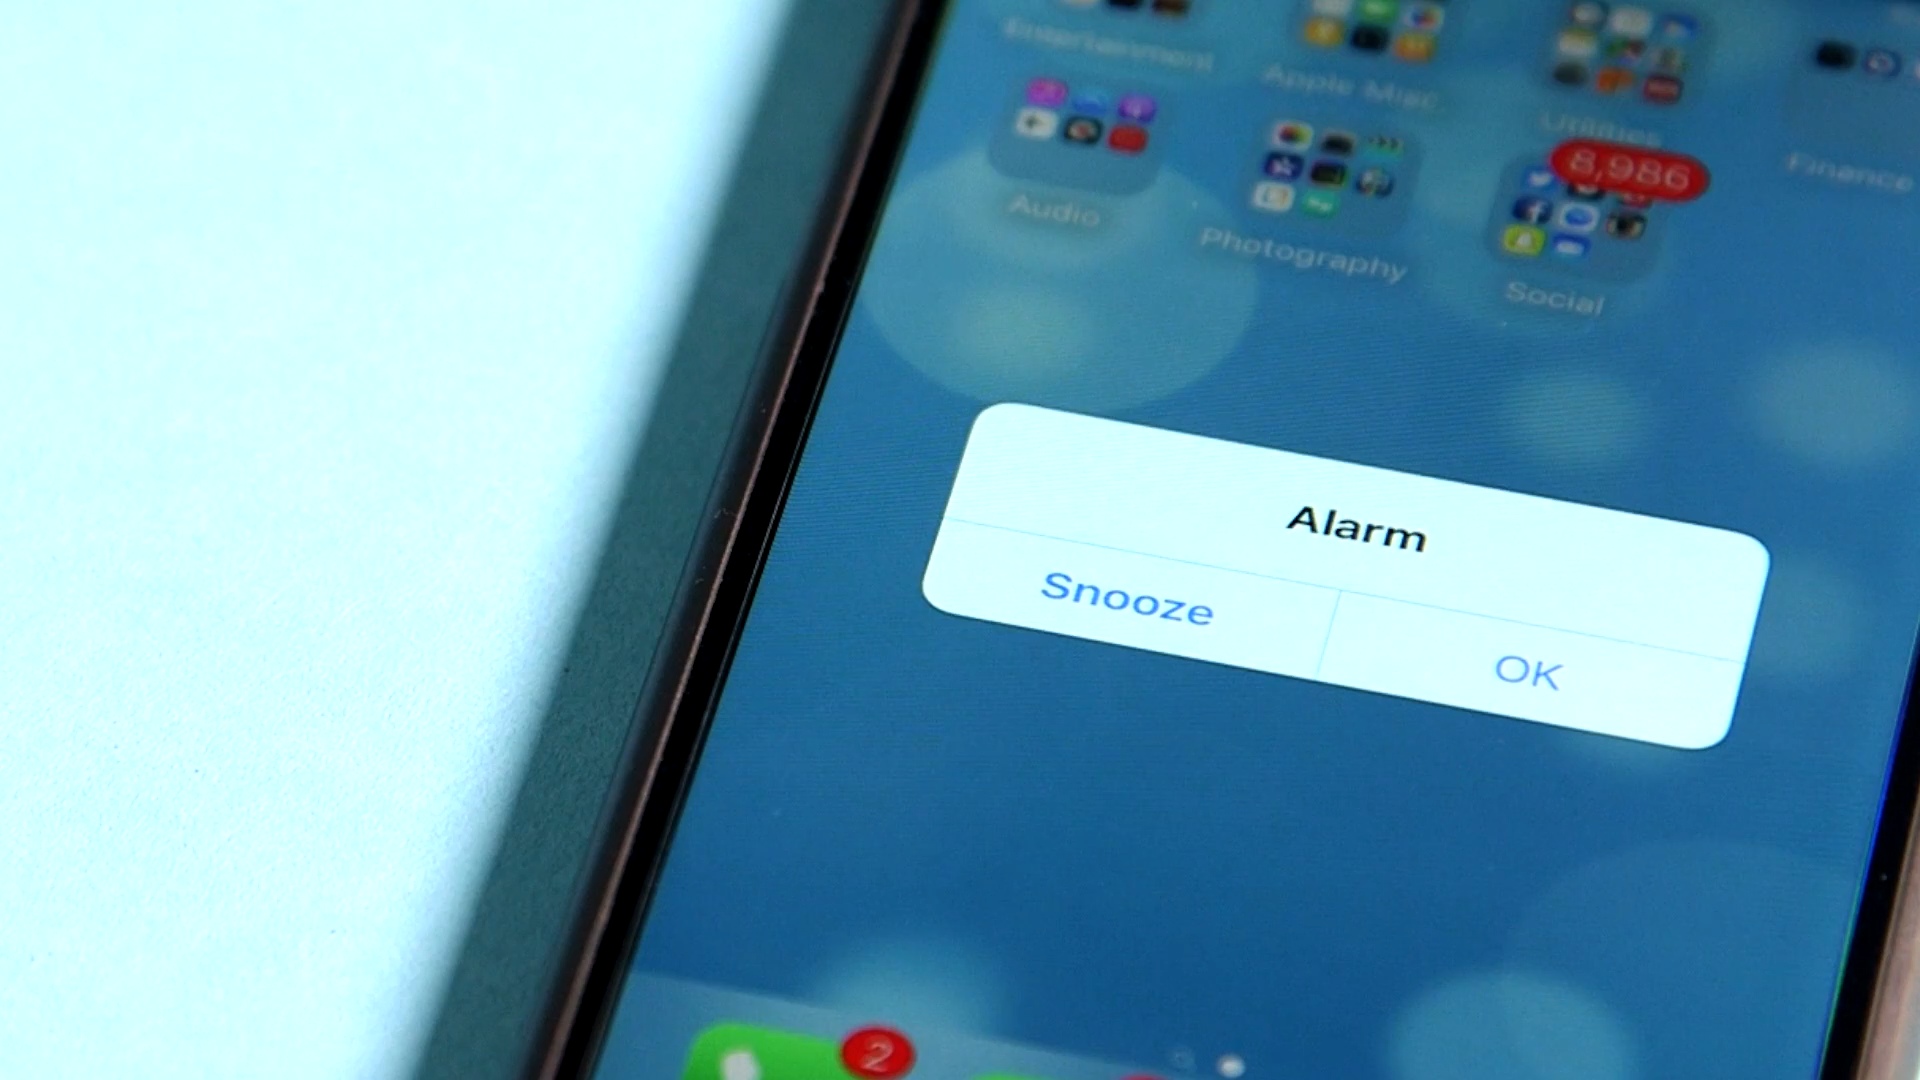 Entertainment
Apple Misc.
Utilities
Finance
8,986
Audio
Photography
Social
Alarm
Snooze
OK
2